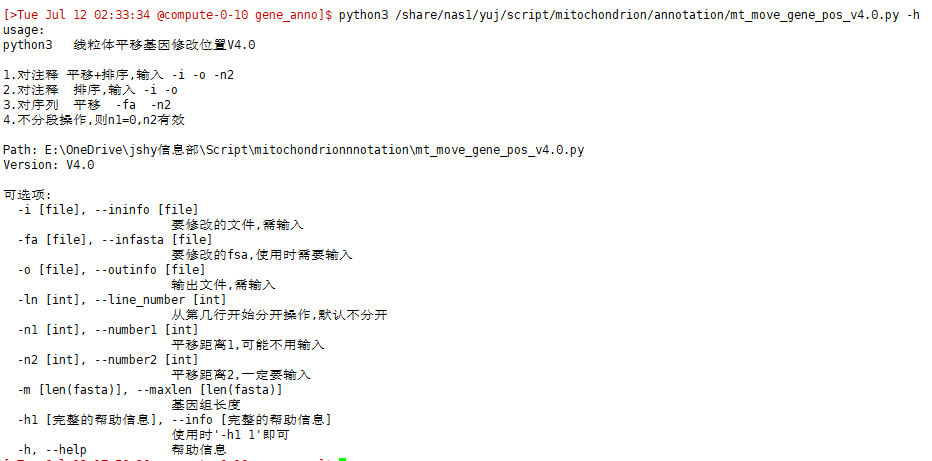 [>Tue Jul 12 02:33:34 @compute-0-10 gene_anno]$ python3 /share/nas1/yuj/script/mitochondrion/annotation/mt_move_gene_pos_v4.0.py -h
usage:
python3   线粒体平移基因修改位置V4.0
1.对注释 平移+排序,输入 -i -o -n2
2.对注释  排序,输入 -i -o
3.对序列  平移  -fa  -n2
4.不分段操作,则n1=0,n2有效
Path: E:\OneDrive\jshy信息部\Script\mitochondrionnnotation\mt_move_gene_pos_v4.0.py
Version: V4.0
可选项:
-i [file], --ininfo [file]
要修改的文件,需输入
-fa [file], --infasta [file]
要修改的fsa,使用时需要输入
-o [file], --outinfo [file]
输出文件,需输入
-ln [int], --line_number [int]
从第几行开始分开操作,默认不分开
-n1 [int], --number1 [int]
平移距离1,可能不用输入
-n2 [int], --number2 [int]
平移距离2,一定要输入
-m [len(fasta)], --maxlen [len(fasta)]
基因组长度
-h1 [完整的帮助信息], --info [完整的帮助信息]
使用时'-h1 1'即可
-h, --help            帮助信息